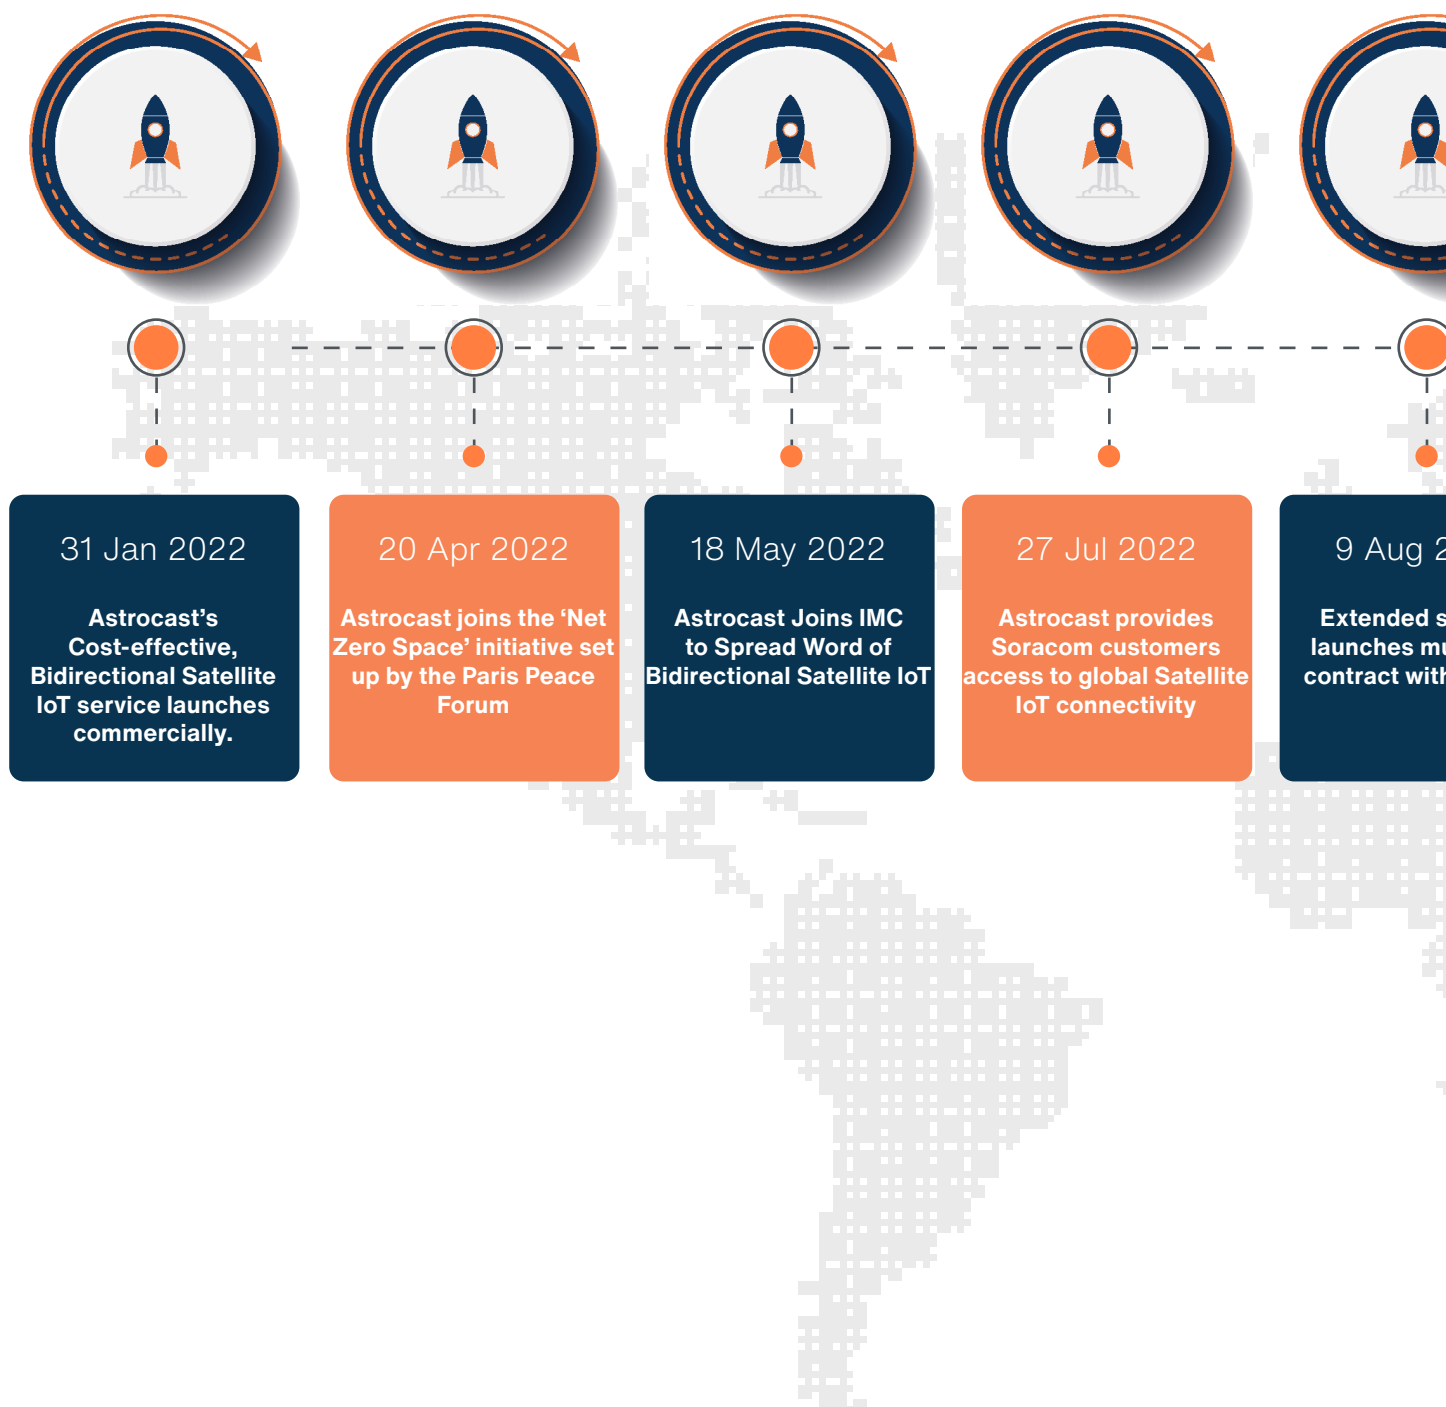 31 Jan 2022
Astrocast's
Cost-effective,
Bidirectional Satellite
IoT service launches
commercially.
20 Apr 2022
Astrocast joins the ‘Net
Zero Space’ initiative set
up by the Paris Peace
Forum
18 May 2022
Astrocast Joins IMC
to Spread Word of
Bidirectional Satellite IoT
27 Jul 2022
Astrocast provides
Soracom customers
access to global Satellite
IoT connectivity
9 Aug
Extended
launches
contract with